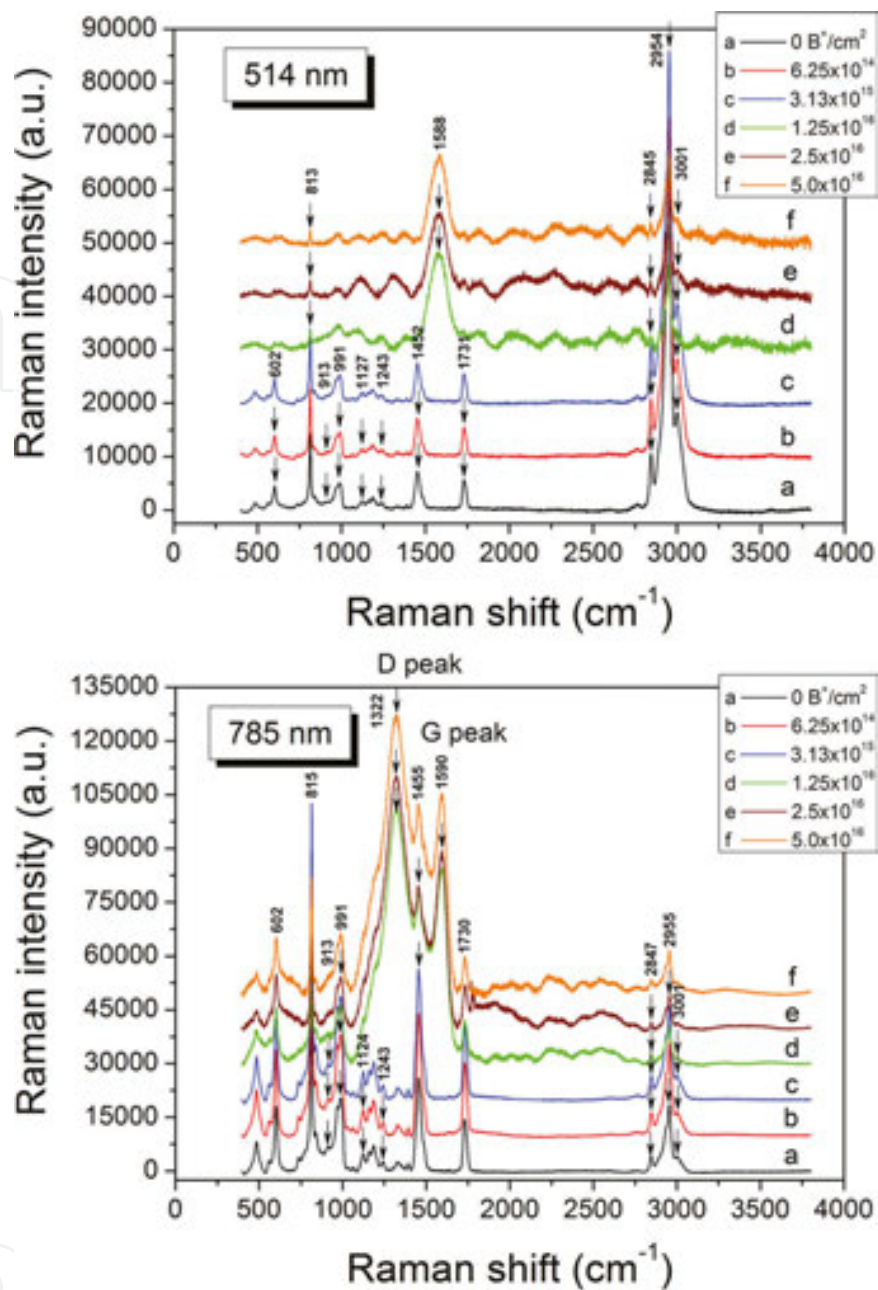 90000
80000
70000
60000
50000
40000
30000
20000
10000
0
Raman intensity (a.u.)
514 nm
a 0 B⁺/cm²
b 6.25x10¹⁴
c 3.13x10¹⁵
d 1.25x10¹⁶
e 2.5x10¹⁶
f 5.0x10¹⁶
602
813
913
991
1127
1243
1452
1588
1731
2845
2954
3001
f
e
d
c
b
a
0 500 1000 1500 2000 2500 3000 3500 4000
Raman shift (cm⁻¹)
D peak
135000
120000
105000
90000
75000
60000
45000
30000
15000
0
Raman intensity (a.u.)
785 nm
G peak
a 0 B⁺/cm²
b 6.25x10¹⁴
c 3.13x10¹⁵
d 1.25x10¹⁶
e 2.5x10¹⁶
f 5.0x10¹⁶
602
815
913
991
1124
1243
1322
1455
1590
1730
2847
2955
3001
f
e
d
c
b
a
0 500 1000 1500 2000 2500 3000 3500 4000
Raman shift (cm⁻¹)